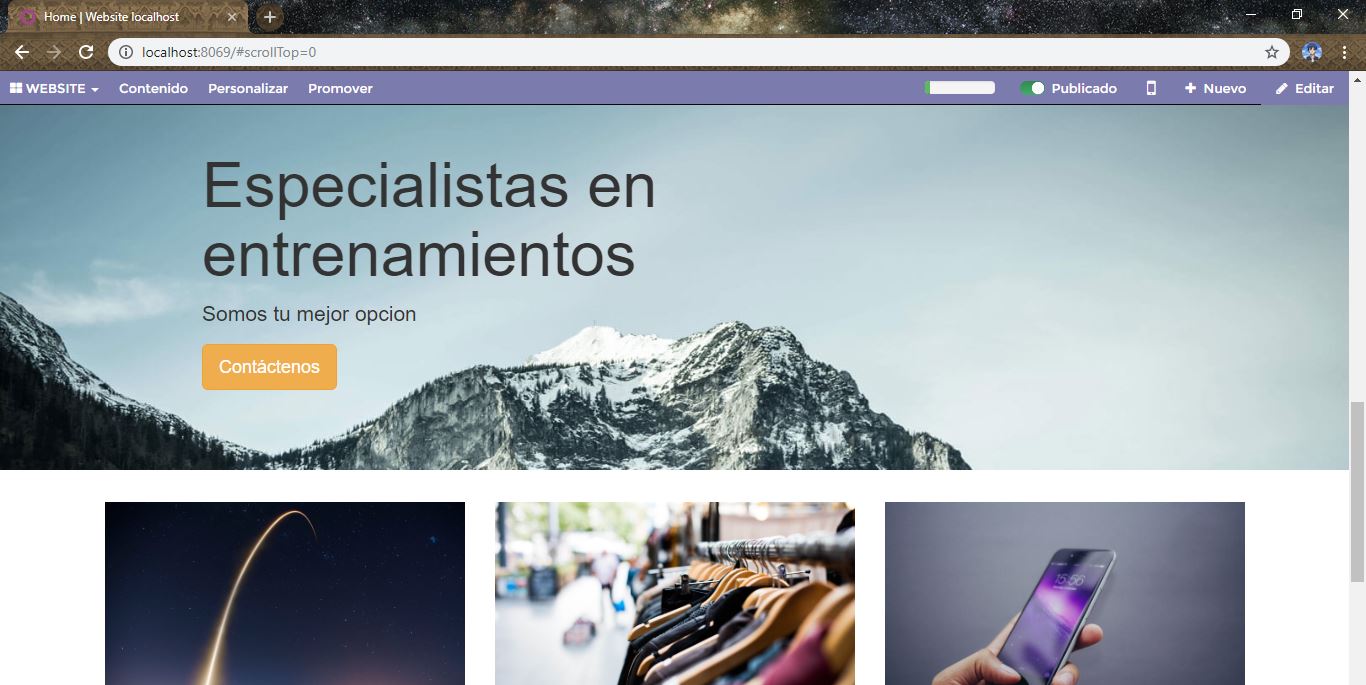 Home | Website localhost
localhost:8069/#scrollTop=0
WEBSITE Contenido Personalizar Promover Publicado Nuevo Editar
Especialistas en
entrenamientos
Somos tu mejor opcion
Contáctenos
15:56